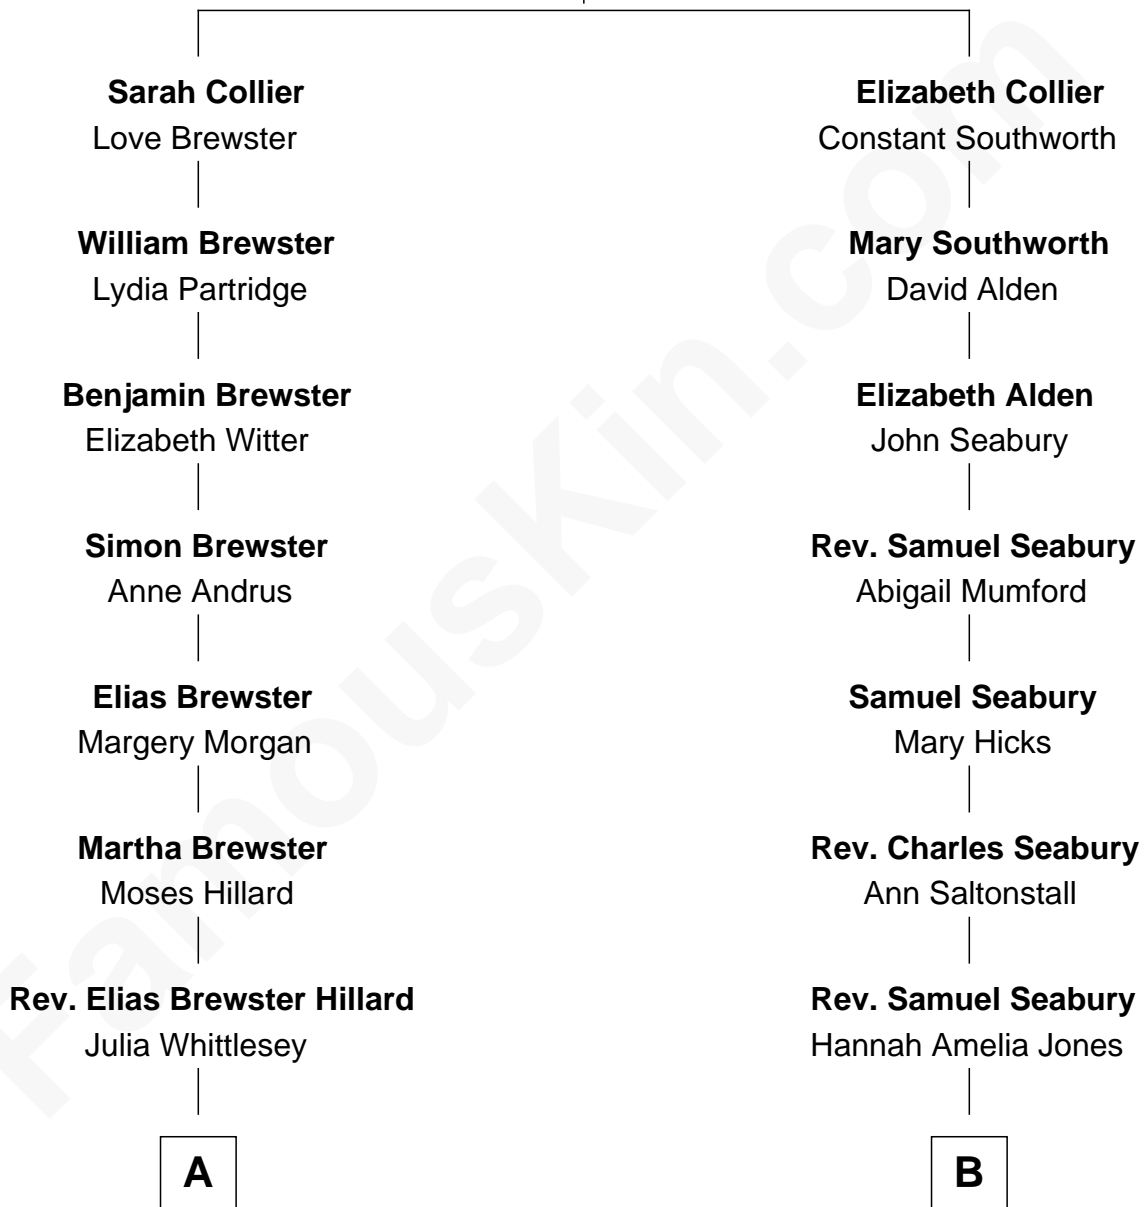 Sarah Collier
Love Brewster
William Brewster
Lydia Partridge
Benjamin Brewster
Elizabeth Witter
Simon Brewster
Anne Andrus
Elias Brewster
Margery Morgan
Martha Brewster
Moses Hillard
Rev. Elias Brewster Hillard
Julia Whittlesey
A
Elizabeth Collier
Constant Southworth
Mary Southworth
David Alden
Elizabeth Alden
John Seabury
Rev. Samuel Seabury
Abigail Mumford
Samuel Seabury
Mary Hicks
Rev. Charles Seabury
Ann Saltonstall
Rev. Samuel Seabury
Hannah Amelia Jones
B
FamousKin.com